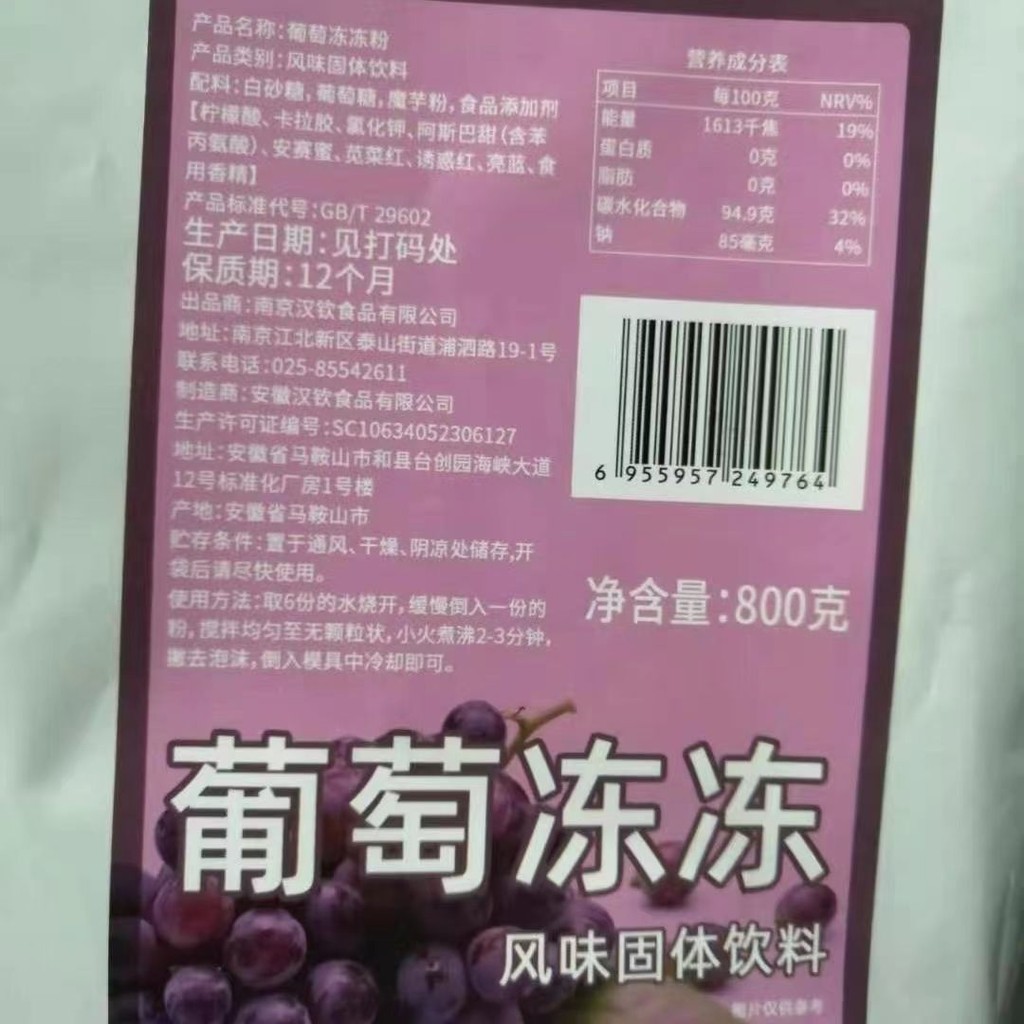 产品名称：葡萄冻冻粉
产品类别：风味固体饮料
配料：白砂糖，葡萄糖，魔芋粉，食品添加剂
【柠檬酸、卡拉胶、氯化钾、阿斯巴甜（含苯
丙氨酸）、安赛蜜、苋菜红、诱惑红、亮蓝、食
用香精】
产品标准代号：GB/T 29602
生产日期：见打码处
保质期：12个月
出品商：南京汉钦食品有限公司
地址：南京江北新区泰山街道浦泗路19-1号
联系电话：025-85542611
制造商：安徽汉钦食品有限公司
生产许可证编号：SC10634052306127
地址：安徽省马鞍山市和县台创园海峡大道
12号标准化厂房1号楼
产地：安徽省马鞍山市
贮存条件：置于通风、干燥、阴凉处储存，开
袋后请尽快使用。
使用方法：取6份的水烧开，缓慢倒入一份的
粉，搅拌均匀至无颗粒状，小火煮沸2-3分钟，
撇去泡沫，倒入模具中冷却即可。
营养成分表
项目 每100克 NRV%
能量 1613千焦 19%
蛋白质 0克 0%
脂肪 0克 0%
碳水化合物 94.9克 32%
钠 85毫克 4%
6 955957 249764
净含量：800克
葡萄冻冻
风味固体饮料
图片仅供参考